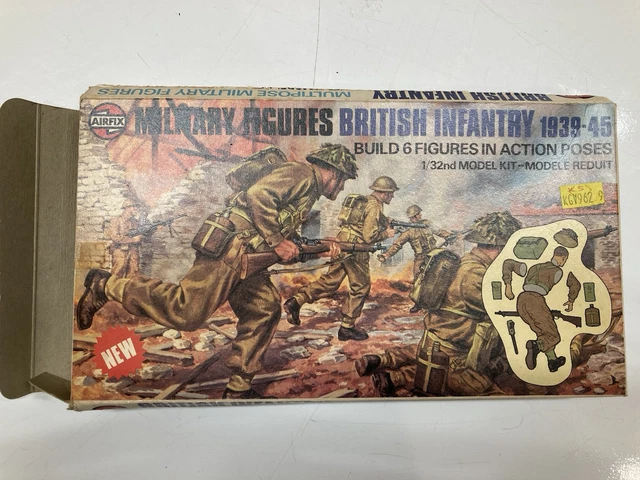 MULTIPOSE MILITARY FIGURES
BRITISH INFANTRY
AIRFIX
MILITARY FIGURES BRITISH INFANTRY 1939-45
BUILD 6 FIGURES IN ACTION POSES
1/32nd MODEL KIT-MODELE REDUIT
NEW